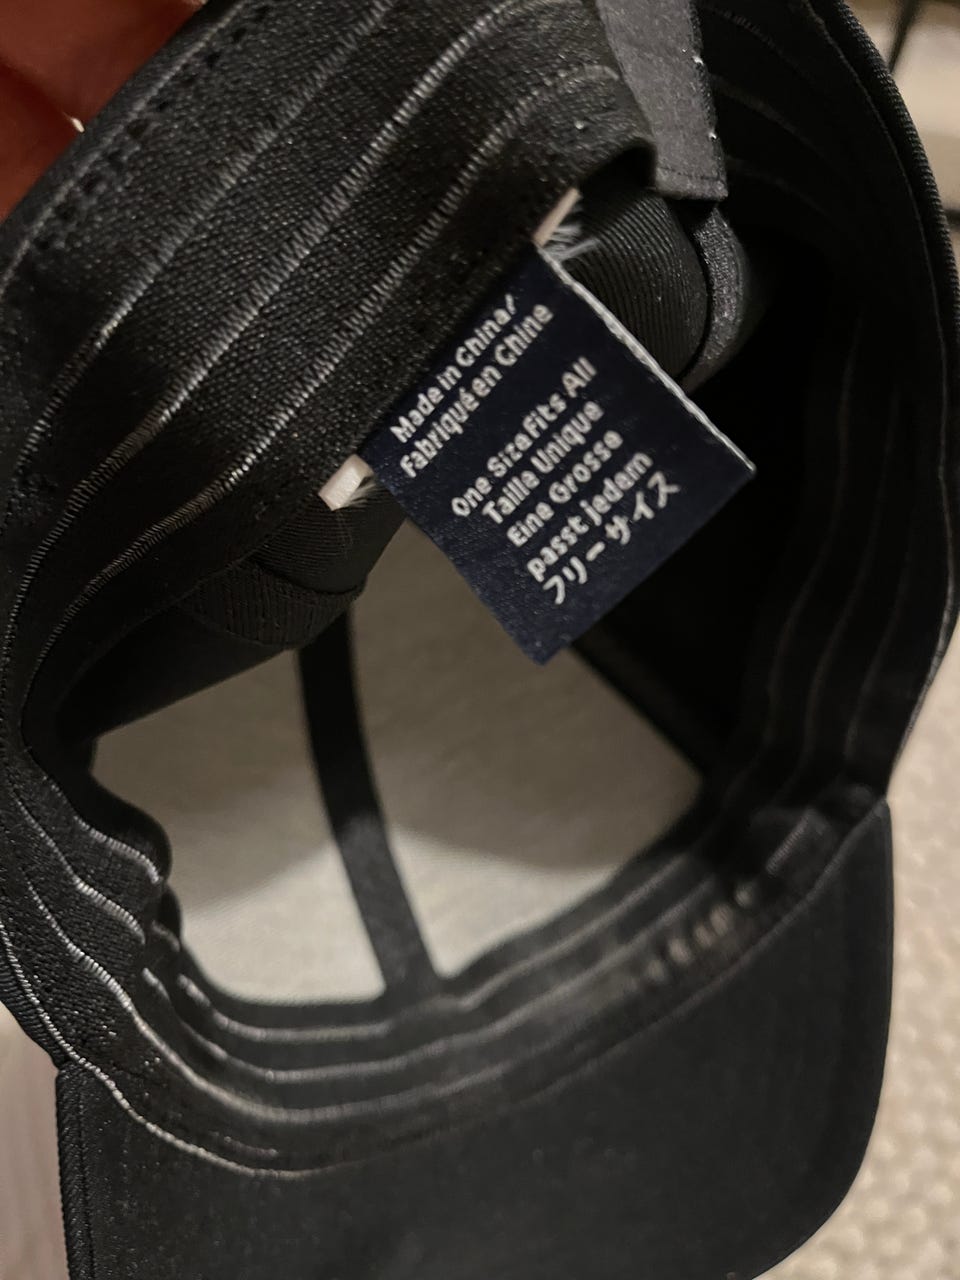 Made in China/
Fabriqué en Chine
One Size Fits All
Taille Unique
Eine Grosse
passt jedem
フリーサイズ